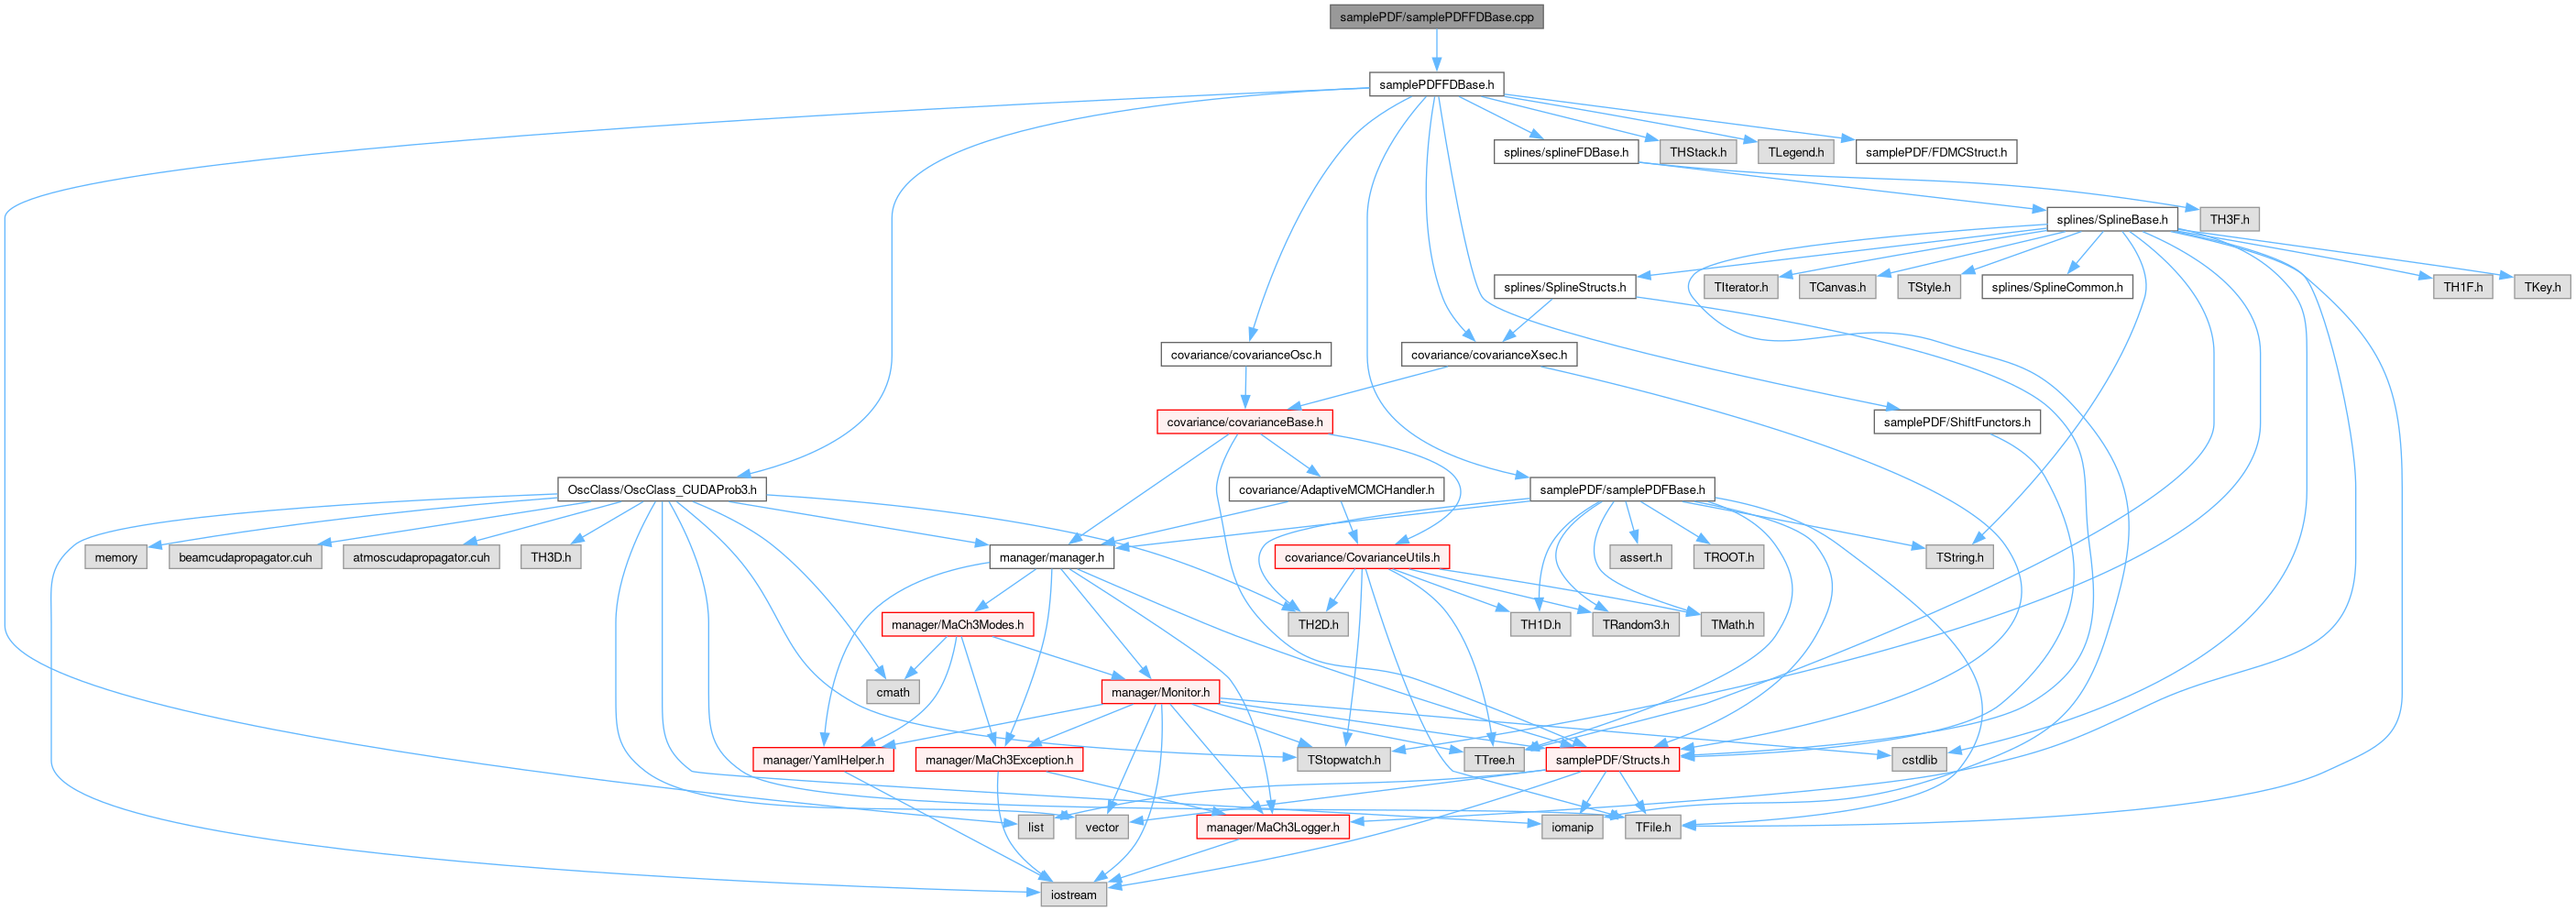 samplePDF/samplePDFFDBase.cpp
samplePDFFDBase.h
splines/splineFDBase.h
THStack.h
TLegend.h
samplePDF/FDMCStruct.h
splines/SplineBase.h
TH3F.h
splines/SplineStructs.h
TIterator.h
TCanvas.h
TStyle.h
splines/SplineCommon.h
TH1F.h
TKey.h
covariance/covarianceOsc.h
covariance/covarianceXsec.h
covariance/covarianceBase.h
samplePDF/ShiftFunctors.h
OscClass/OscClass_CUDAProb3.h
covariance/AdaptiveMCMCHandler.h
samplePDF/samplePDFBase.h
memory
beamcudapropagator.cuh
atmoscudapropagator.cuh
TH3D.h
manager/manager.h
covariance/CovarianceUtils.h
assert.h
TROOT.h
TString.h
manager/MaCh3Modes.h
TH2D.h
TH1D.h
TRandom3.h
TMath.h
cmath
manager/Monitor.h
manager/YamlHelper.h
manager/MaCh3Exception.h
TStopwatch.h
TTree.h
samplePDF/Structs.h
cstdlib
list
vector
manager/MaCh3Logger.h
iomanip
TFile.h
iostream